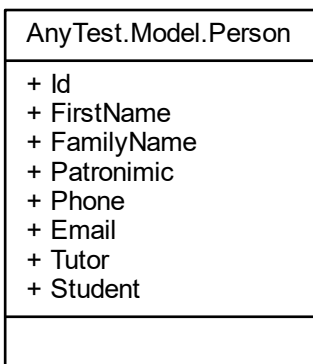 AnyTest.Model.Person
+ Id
+ FirstName
+ FamilyName
+ Patronimic
+ Phone
+ Email
+ Tutor
+ Student